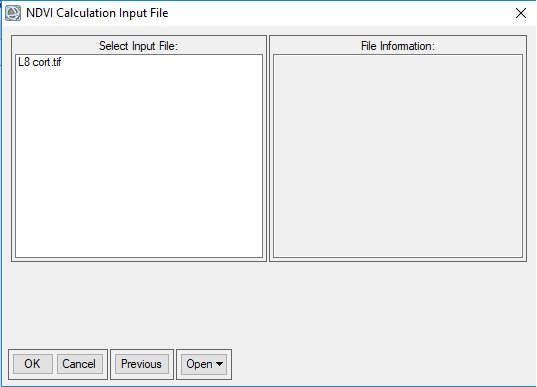 NDVI Calculation Input File
Select Input File:
File Information:
L8 cort.tif
OK
Cancel
Previous
Open